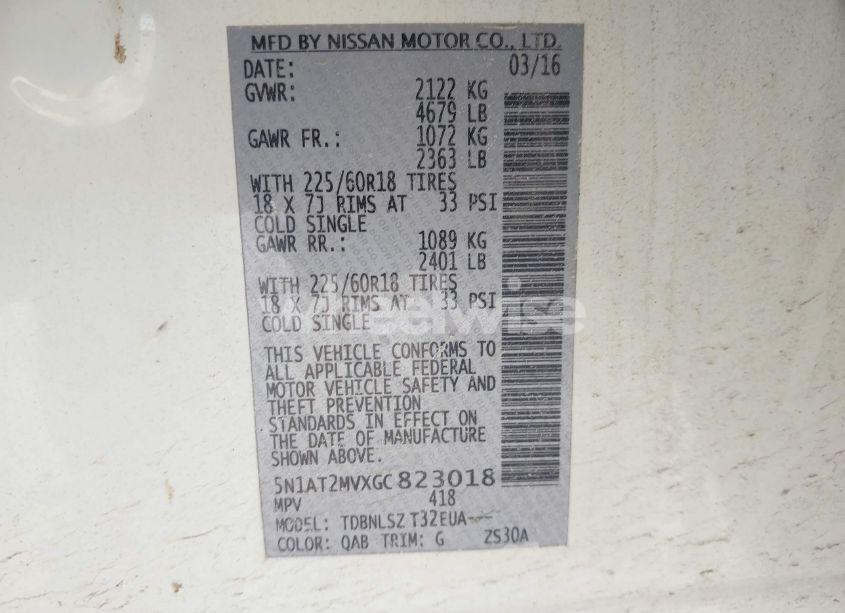 MFD BY NISSAN MOTOR CO., LTD.
DATE: 03/16
GVWR: 2122 KG
4679 LB
GAWR FR.: 1072 KG
2363 LB
WITH 225/60R18 TIRES
18 X 7J RIMS AT 33 PSI
COLD SINGLE
GAWR RR.: 1089 KG
2401 LB
WITH 225/60R18 TIRES
18 X 7J RIMS AT 33 PSI
COLD SINGLE
wheelwise
THIS VEHICLE CONFORMS TO
ALL APPLICABLE FEDERAL
MOTOR VEHICLE SAFETY AND
THEFT PREVENTION
STANDARDS IN EFFECT ON
THE DATE OF MANUFACTURE
SHOWN ABOVE.
5N1AT2MVXGC823018
MPV 418
MODEL: TDBNLSZ T32EUA---
COLOR: QAB TRIM: G ZS30A